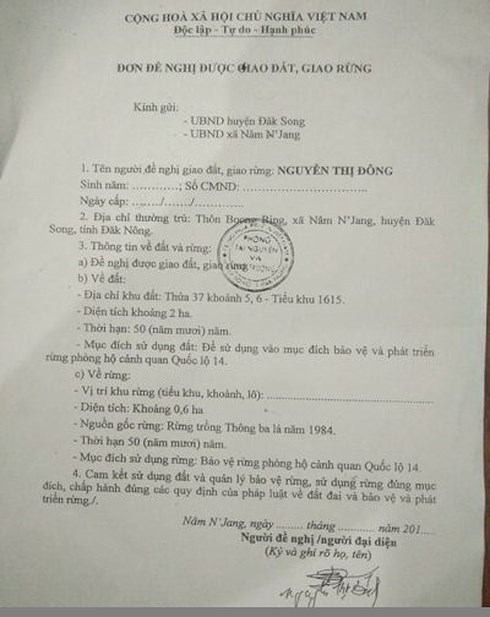 CỘNG HOÀ XÃ HỘI CHỦ NGHĨA VIỆT NAM
Độc lập - Tự do - Hạnh phúc
ĐƠN ĐỀ NGHỊ ĐƯỢC GIAO ĐẤT, GIAO RỪNG
Kính gửi:
- UBND huyện Đăk Song
- UBND xã Nâm N'Jang
1. Tên người đề nghị giao đất, giao rừng: NGUYỄN THỊ ĐÔNG
Sinh năm: ............; Số CMND: ...............................
Ngày cấp: ......./......./.............
2. Địa chỉ thường trú: Thôn Boong Ring, xã Nâm N'Jang, huyện Đăk
Song, tỉnh Đăk Nông.
3. Thông tin về đất và rừng:
a) Đề nghị được giao đất, giao rừng
b) Về đất:
PHÒNG
TÀI NGUYÊN
VÀ
MÔI TRƯỜNG
- Địa chỉ khu đất: Thửa 37 khoảnh 5, 6 - Tiểu khu 1615.
- Diện tích khoảng 2 ha.
- Thời hạn: 50 (năm mươi) năm.
- Mục đích sử dụng đất: Để sử dụng vào mục đích bảo vệ và phát triển
rừng phòng hộ cảnh quan Quốc lộ 14.
c) Về rừng:
- Vị trí khu rừng (tiểu khu, khoảnh, lô): ..........................................
- Diện tích: Khoảng 0,6 ha
- Nguồn gốc rừng: Rừng trồng Thông ba lá năm 1984.
- Thời hạn 50 (năm mươi) năm.
- Mục đích sử dụng rừng: Bảo vệ rừng phòng hộ cảnh quan Quốc lộ 14.
4. Cam kết sử dụng đất và quản lý bảo vệ rừng, sử dụng rừng đúng mục
đích, chấp hành đúng các quy định của pháp luật về đất đai và bảo vệ và phát
triển rừng./.
Nâm N'Jang, ngày ........ tháng ........... năm 201....
Người đề nghị /người đại diện
(Ký và ghi rõ họ, tên)